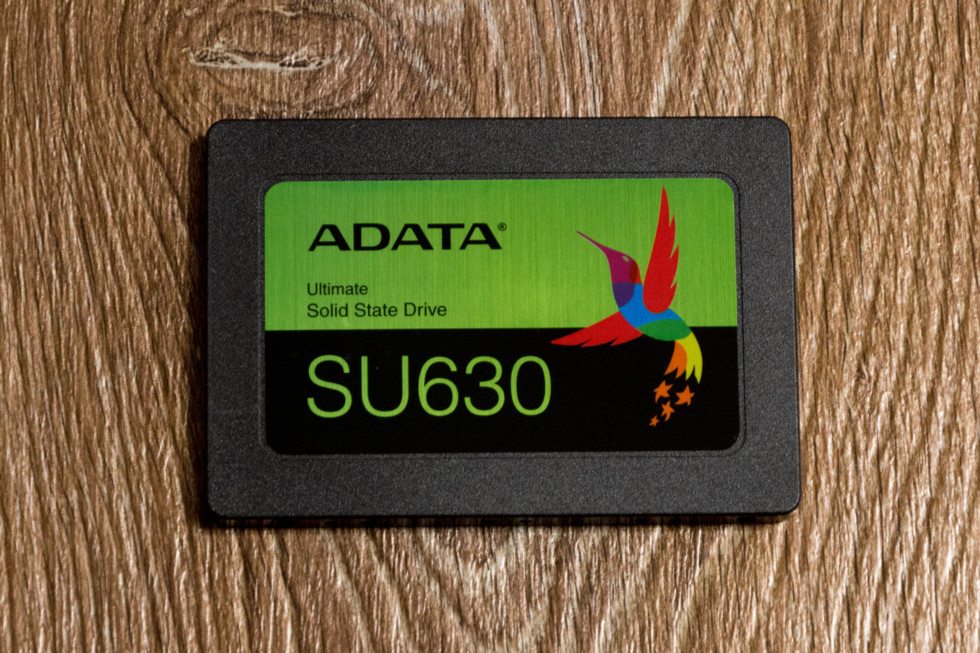 ADATA®
Ultimate
Solid State Drive
SU630